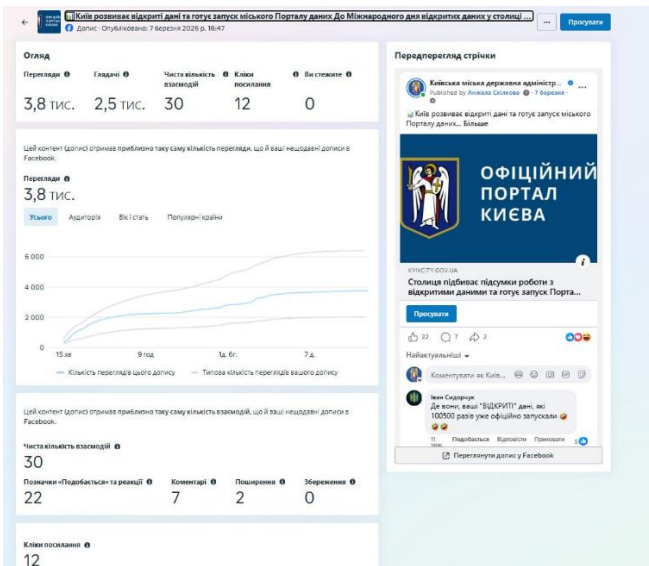 Київ розвиває відкриті дані та готує запуск міського Порталу даних До Міжнародного дня відкритих даних у столиці ...
Допис · Опубліковано: 7 березня 2026 р. 16:47
...
Просувати
Огляд
Перегляди
Глядачі
Чиста кількість взаємодій
Кліки посилання
Ви стежите
3,8 тис.
2,5 тис.
30
12
0
Цей контент (допис) отримав приблизно таку саму кількість перегляди, що й ваші нещодавні дописи в
Facebook.
Перегляди
3,8 тис.
Усього Аудиторія Вік і стать Популярні країни
6 000
4 000
2 000
0
15 хв 9 год 1д. 6г. 7 д.
Кількість переглядів цього допису
Типова кількість переглядів вашого допису
Цей контент (допис) отримав приблизно таку саму кількість взаємодій, що й ваші нещодавні дописи в
Facebook.
Чиста кількість взаємодій
30
Позначки «Подобається» та реакції
Коментарі
Поширення
Збереження
22
7
2
0
Кліки посилання
12
Передперегляд стрічки
Київська міська державна адміністр...
Published by Анжела · 7 березня ·
Київ розвиває відкриті дані та готує запуск міського
Порталу даних... Більше
ОФІЦІЙНИЙ
ПОРТАЛ
КИЄВА
KYIVCITY.GOV.UA
Столиця підбиває підсумки роботи з
відкритими даними та готує запуск Порта...
Просувати
22 7 2
Найактуальніші
Коментувати як Київ...
Іван Сидорчук
Де вони, ваші "ВІДКРИТІ" дані, які
100500 разів уже офіційно запускали
11 Подобається Відповісти Приховати
Переглянути допис у Facebook